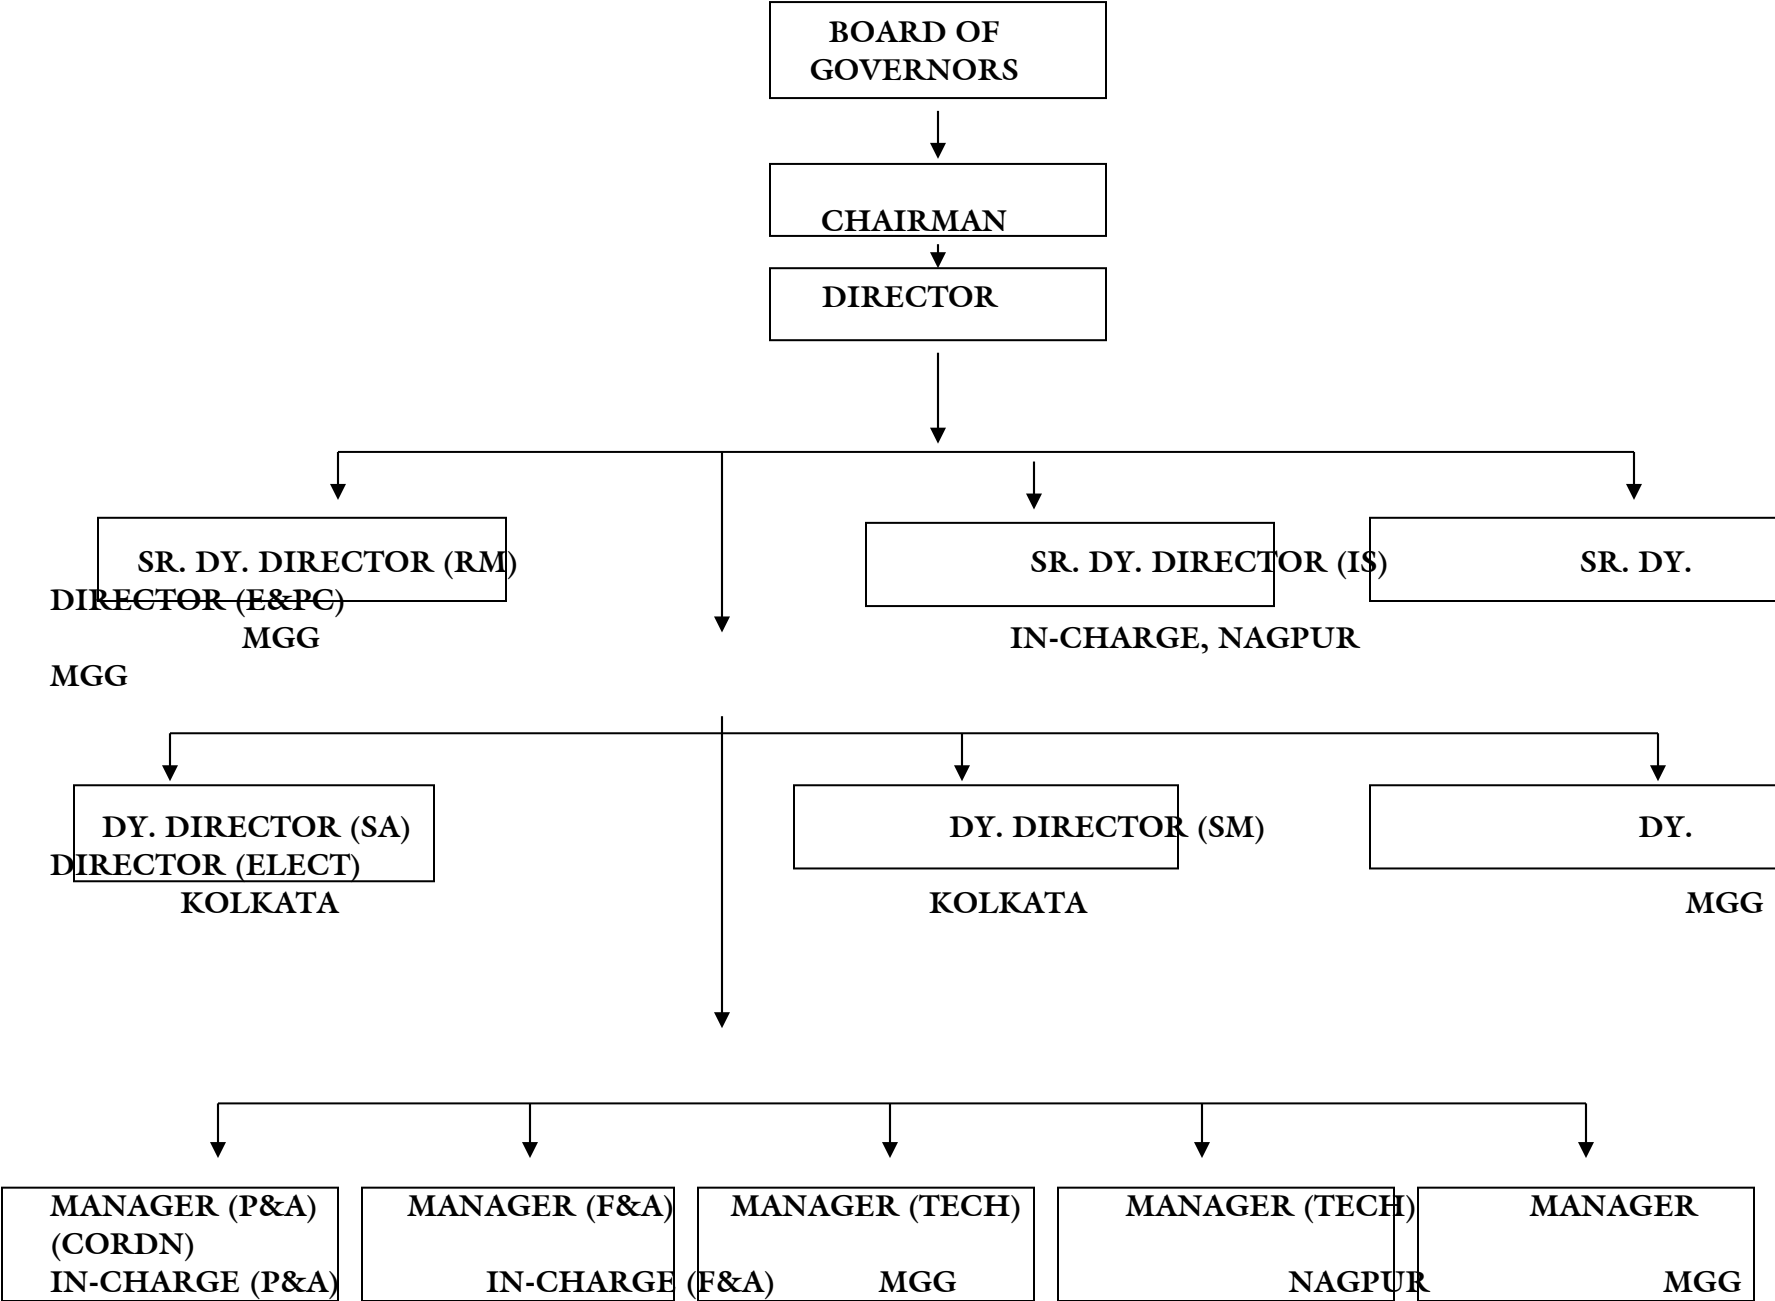 BOARD OF
GOVERNORS
CHAIRMAN
DIRECTOR
SR. DY. DIRECTOR (RM) SR. DY. DIRECTOR (IS) SR. DY.
DIRECTOR (E&PC)
MGG IN-CHARGE, NAGPUR
MGG
DY. DIRECTOR (SA) DY. DIRECTOR (SM) DY.
DIRECTOR (ELECT)
KOLKATA KOLKATA MGG
MANAGER (P&A) MANAGER (F&A) MANAGER (TECH) MANAGER (TECH) MANAGER
(CORDN)
IN-CHARGE (P&A) IN-CHARGE (F&A) MGG NAGPUR MGG